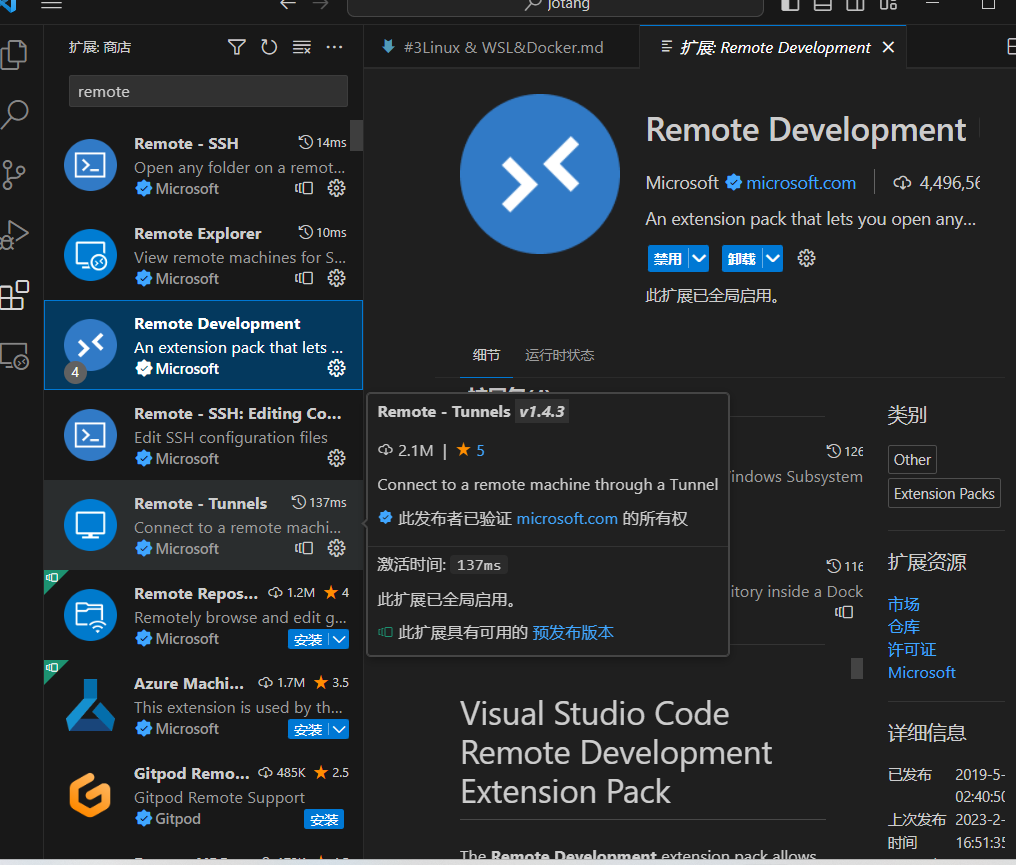 jotang
扩展: 商店
remote
Remote - SSH 14ms
Open any folder on a remot...
Microsoft
Remote Explorer 10ms
View remote machines for S...
Microsoft
Remote Development
An extension pack that lets ...
4 Microsoft
Remote - SSH: Editing Co...
Edit SSH configuration files
Microsoft
Remote - Tunnels 137ms
Connect to a remote machi...
Microsoft
Remote Repos... 1.2M 4
Remotely browse and edit g...
Microsoft 安装
Azure Machi... 1.7M 3.5
This extension is used by th...
Microsoft 安装
Gitpod Remo... 485K 2.5
Gitpod Remote Support
Gitpod 安装
#3Linux & WSL&Docker.md
扩展: Remote Development
Remote Development
Microsoft microsoft.com 4,496,56
An extension pack that lets you open any...
禁用 卸载
此扩展已全局启用。
细节 运行时状态
Remote - Tunnels v1.4.3
2.1M | 5
Connect to a remote machine through a Tunnel
此发布者已验证 microsoft.com 的所有权
激活时间: 137ms
此扩展已全局启用。
此扩展具有可用的 预发布版本
126
indows Subsystem
116
itory inside a Dock
Visual Studio Code
Remote Development
Extension Pack
The Remote Development extension pack allows
类别
Other
Extension Packs
扩展资源
市场
仓库
许可证
Microsoft
详细信息
已发布 2019-5-
02:40:50
上次发布 2023-2-
时间 16:51:35